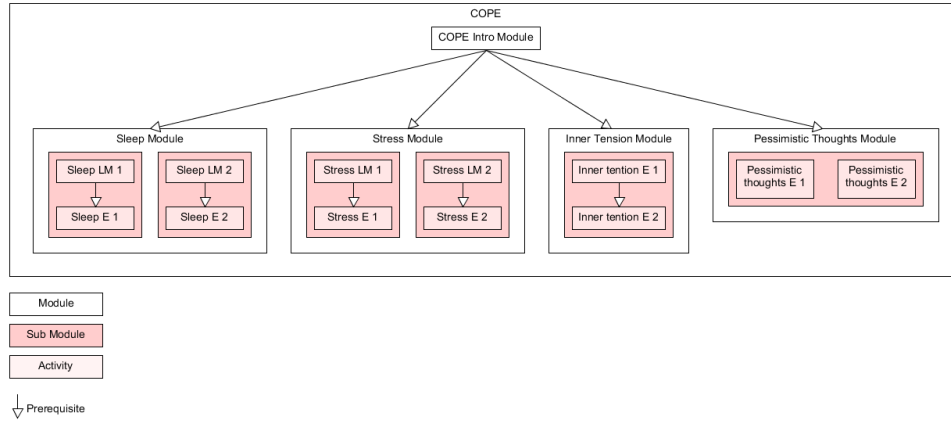 COPE
COPE Intro Module
Sleep Module
Sleep LM 1
Sleep E 1
Sleep LM 2
Sleep E 2
Stress Module
Stress LM 1
Stress E 1
Stress LM 2
Stress E 2
Inner Tension Module
Inner tention E 1
Inner tention E 2
Pessimistic Thoughts Module
Pessimistic
thoughts E 1
Pessimistic
thoughts E 2
Module
Sub Module
Activity
Prerequisite